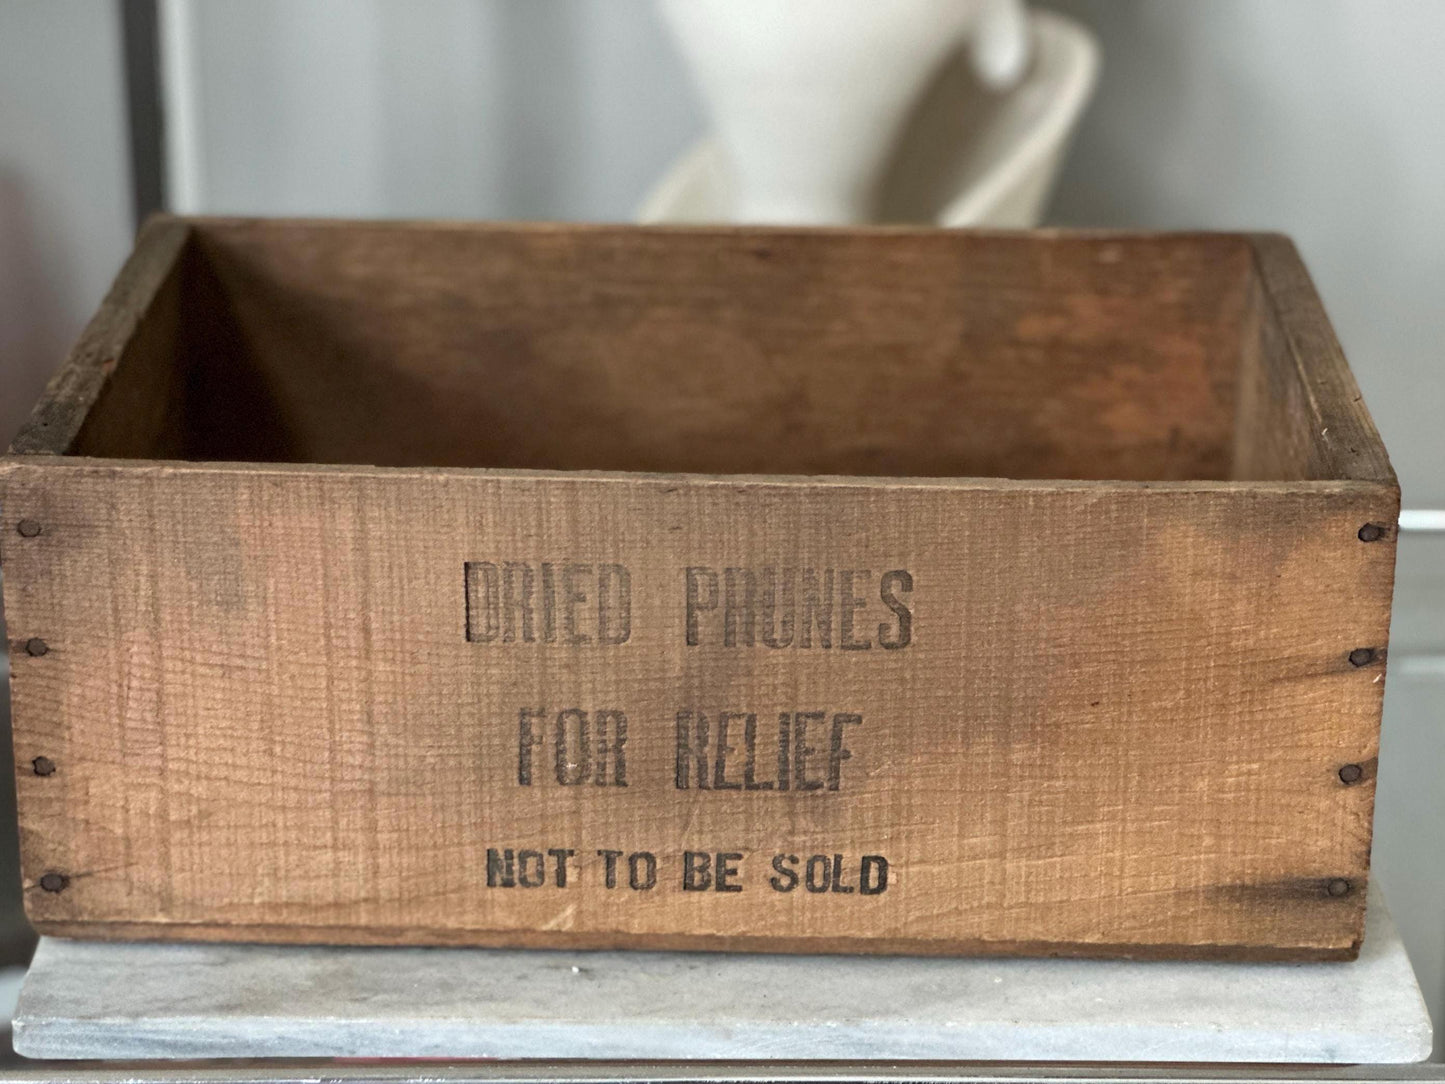 DRIED PRUNES
FOR RELIEF
NOT TO BE SOLD